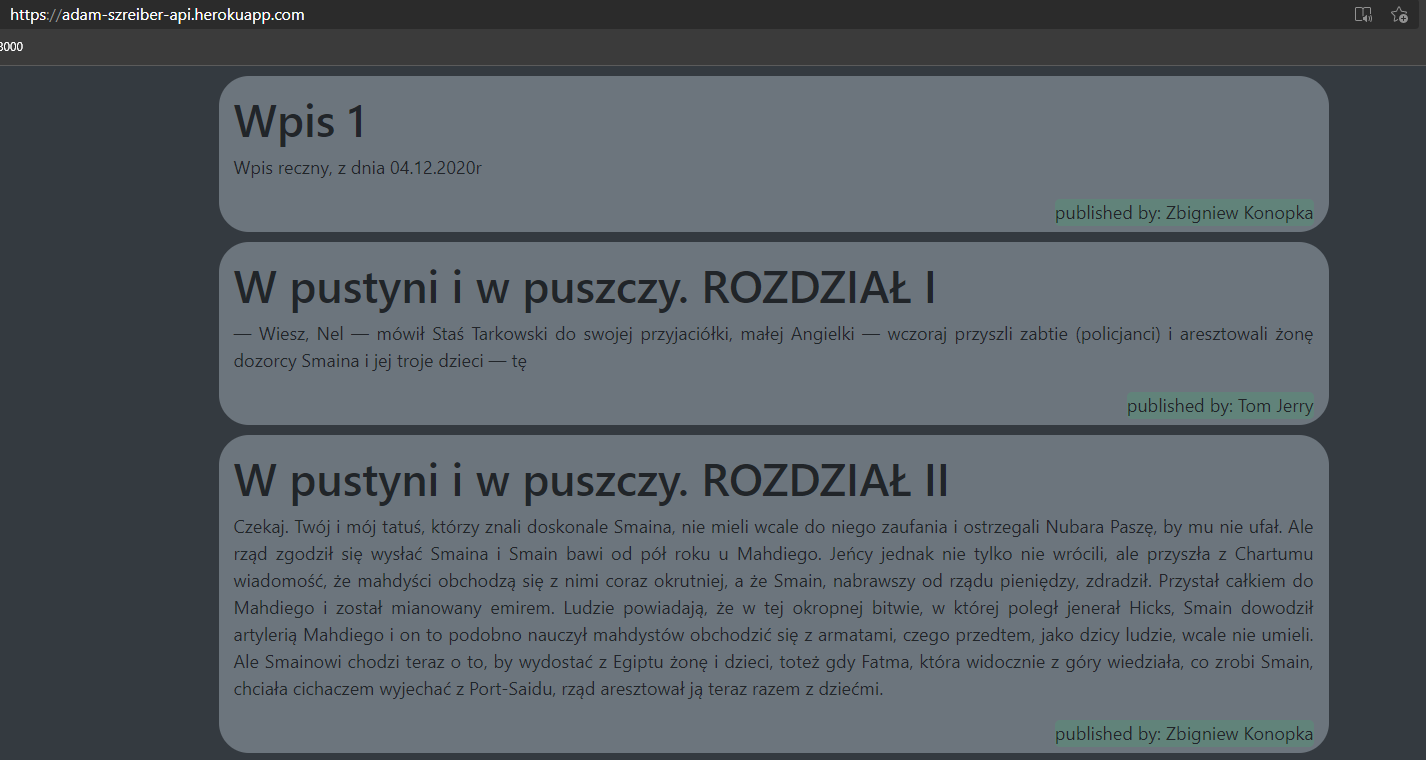 https://adam-szreiber-api.herokuapp.com
3000
Wpis 1
Wpis reczny, z dnia 04.12.2020r
published by: Zbigniew Konopka
W pustyni i w puszczy. ROZDZIAŁ I
— Wiesz, Nel — mówił Staś Tarkowski do swojej przyjaciółki, małej Angielki — wczoraj przyszli zabtie (policjanci) i aresztowali żonę
dozorcy Smaina i jej troje dzieci — tę
published by: Tom Jerry
W pustyni i w puszczy. ROZDZIAŁ II
Czekaj. Twój i mój tatuś, którzy znali doskonale Smaina, nie mieli wcale do niego zaufania i ostrzegali Nubara Paszę, by mu nie ufał. Ale
rząd zgodził się wysłać Smaina i Smain bawi od pół roku u Mahdiego. Jeńcy jednak nie tylko nie wrócili, ale przyszła z Chartumu
wiadomość, że mahdyści obchodzą się z nimi coraz okrutniej, a że Smain, nabrawszy od rządu pieniędzy, zdradził. Przystał całkiem do
Mahdiego i został mianowany emirem. Ludzie powiadają, że w tej okropnej bitwie, w której poległ jenerał Hicks, Smain dowodził
artylerią Mahdiego i on to podobno nauczył mahdystów obchodzić się z armatami, czego przedtem, jako dzicy ludzie, wcale nie umieli.
Ale Smainowi chodzi teraz o to, by wydostać z Egiptu żonę i dzieci, toteż gdy Fatma, która widocznie z góry wiedziała, co zrobi Smain,
chciała cichaczem wyjechać z Port-Saidu, rząd aresztował ją teraz razem z dziećmi.
published by: Zbigniew Konopka